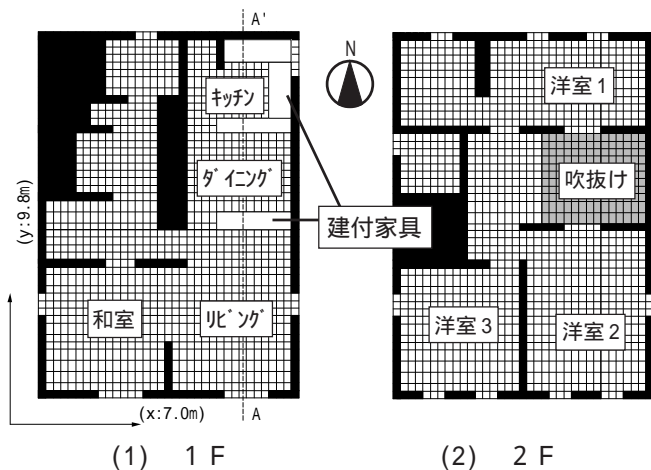 A'
N
キッチン
洋室1
ダイニング
吹抜け
建付家具
(y:9.8m)
和室
リビング
洋室3
洋室2
(x:7.0m)
A
(1) 1F
(2) 2F